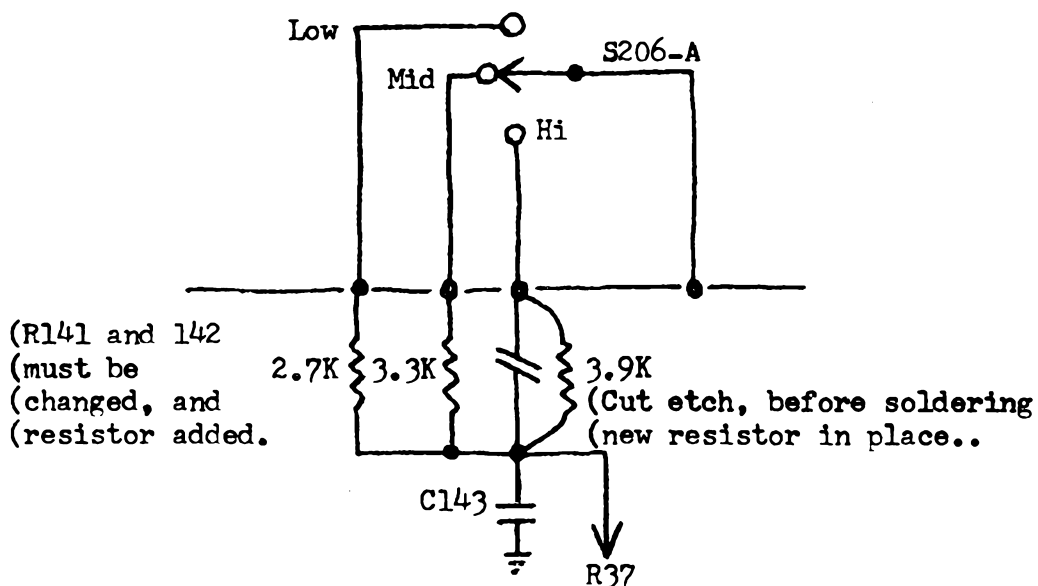 Low
S206-A
Mid
Hi
(R141 and 142
(must be
(changed, and
(resistor added.
2.7K
3.3K
3.9K
(Cut etch, before soldering
(new resistor in place..
C143
R37